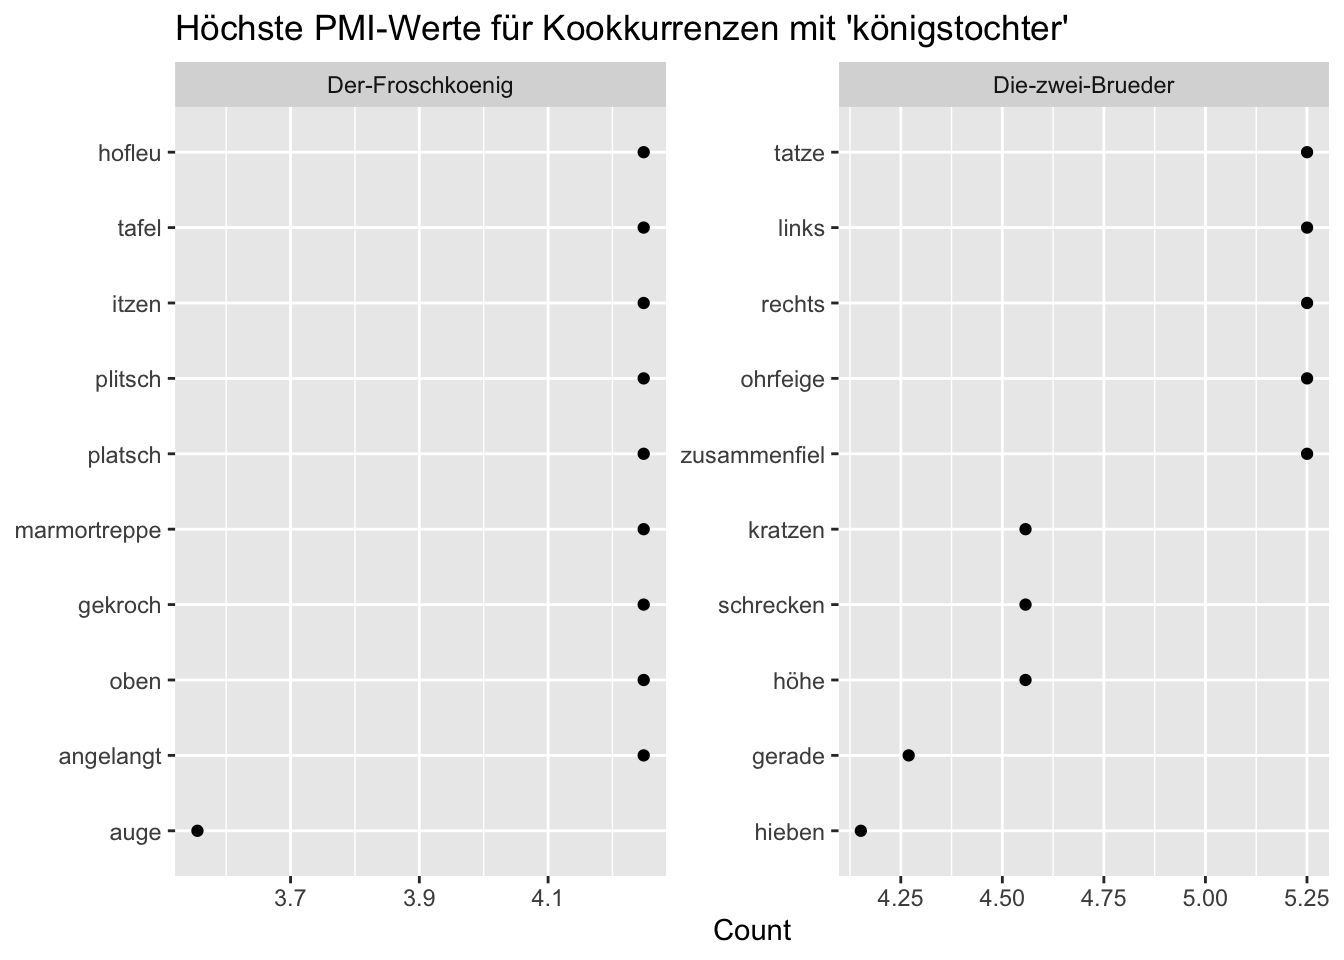 Höchste PMI-Werte für Kookkurrenzen mit 'königstochter'
Der-Froschkoenig
hofleu
tafel
itzen
plitsch
platsch
marmortreppe
gekroch
oben
angelangt
auge
3.7 3.9 4.1
Die-zwei-Brueder
tatze
links
rechts
ohrfeige
zusammenfiel
kratzen
schrecken
höhe
gerade
hieben
4.25 4.50 4.75 5.00 5.25
Count